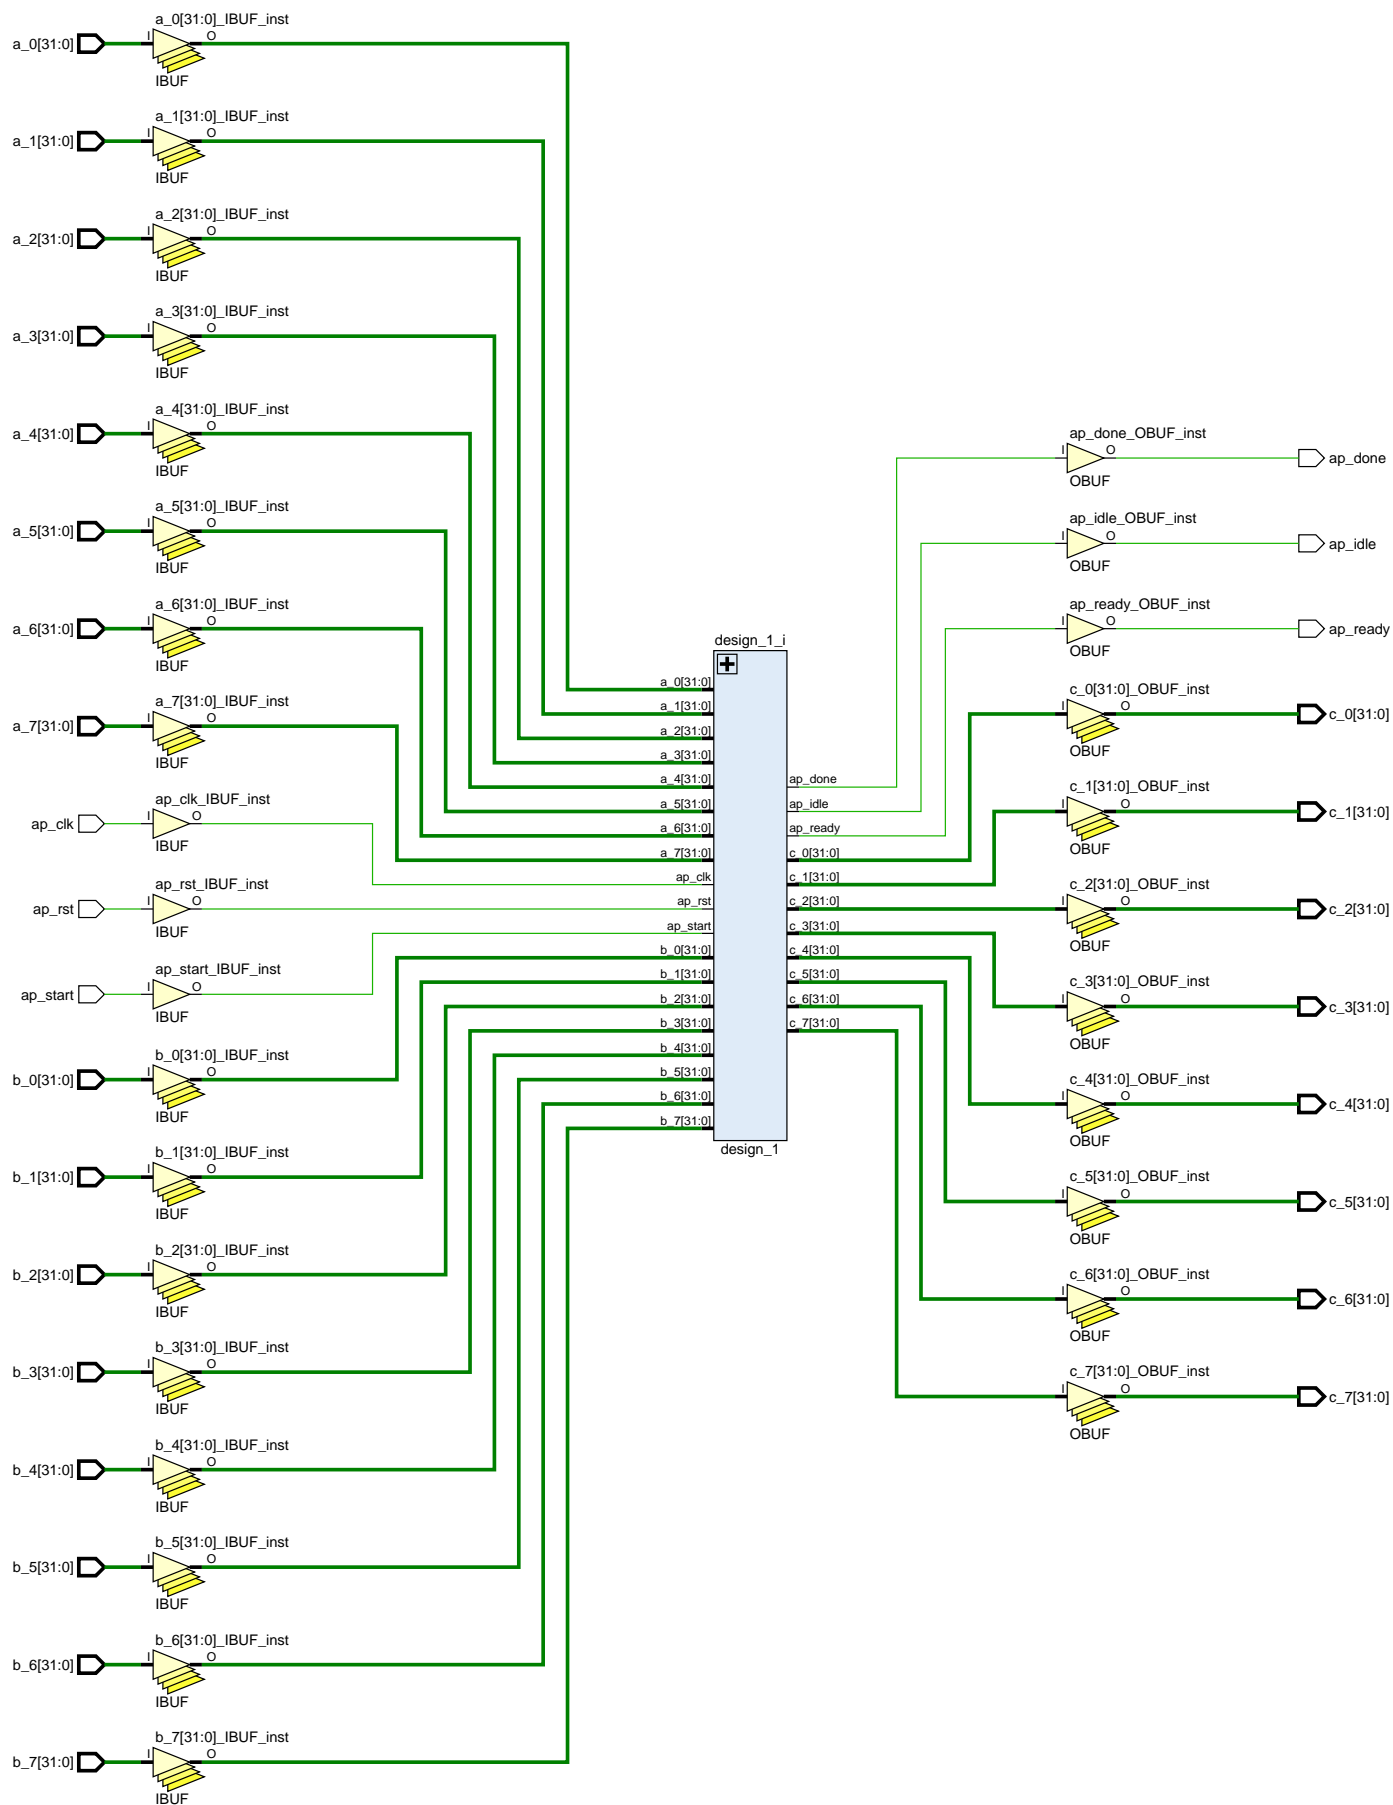 a_0[31:0]_IBUF_inst
a_0[31:0] I O
IBUF
a_1[31:0]_IBUF_inst
a_1[31:0] I O
IBUF
a_2[31:0]_IBUF_inst
a_2[31:0] I O
IBUF
a_3[31:0]_IBUF_inst
a_3[31:0] I O
IBUF
a_4[31:0]_IBUF_inst
a_4[31:0] I O
IBUF
a_5[31:0]_IBUF_inst
a_5[31:0] I O
IBUF
a_6[31:0]_IBUF_inst
a_6[31:0] I O
IBUF
a_7[31:0]_IBUF_inst
a_7[31:0] I O
IBUF
ap_clk_IBUF_inst
ap_clk I O
IBUF
ap_rst_IBUF_inst
ap_rst I O
IBUF
ap_start_IBUF_inst
ap_start I O
IBUF
b_0[31:0]_IBUF_inst
b_0[31:0] I O
IBUF
b_1[31:0]_IBUF_inst
b_1[31:0] I O
IBUF
b_2[31:0]_IBUF_inst
b_2[31:0] I O
IBUF
b_3[31:0]_IBUF_inst
b_3[31:0] I O
IBUF
b_4[31:0]_IBUF_inst
b_4[31:0] I O
IBUF
b_5[31:0]_IBUF_inst
b_5[31:0] I O
IBUF
b_6[31:0]_IBUF_inst
b_6[31:0] I O
IBUF
b_7[31:0]_IBUF_inst
b_7[31:0] I O
IBUF
design_1_i
a_0[31:0]
a_1[31:0]
a_2[31:0]
a_3[31:0]
a_4[31:0]
a_5[31:0]
a_6[31:0]
a_7[31:0]
ap_clk
ap_rst
ap_start
b_0[31:0]
b_1[31:0]
b_2[31:0]
b_3[31:0]
b_4[31:0]
b_5[31:0]
b_6[31:0]
b_7[31:0]
ap_done
ap_idle
ap_ready
c_0[31:0]
c_1[31:0]
c_2[31:0]
c_3[31:0]
c_4[31:0]
c_5[31:0]
c_6[31:0]
c_7[31:0]
design_1
ap_done_OBUF_inst
I O ap_done
OBUF
ap_idle_OBUF_inst
I O ap_idle
OBUF
ap_ready_OBUF_inst
I O ap_ready
OBUF
c_0[31:0]_OBUF_inst
I O c_0[31:0]
OBUF
c_1[31:0]_OBUF_inst
I O c_1[31:0]
OBUF
c_2[31:0]_OBUF_inst
I O c_2[31:0]
OBUF
c_3[31:0]_OBUF_inst
I O c_3[31:0]
OBUF
c_4[31:0]_OBUF_inst
I O c_4[31:0]
OBUF
c_5[31:0]_OBUF_inst
I O c_5[31:0]
OBUF
c_6[31:0]_OBUF_inst
I O c_6[31:0]
OBUF
c_7[31:0]_OBUF_inst
I O c_7[31:0]
OBUF